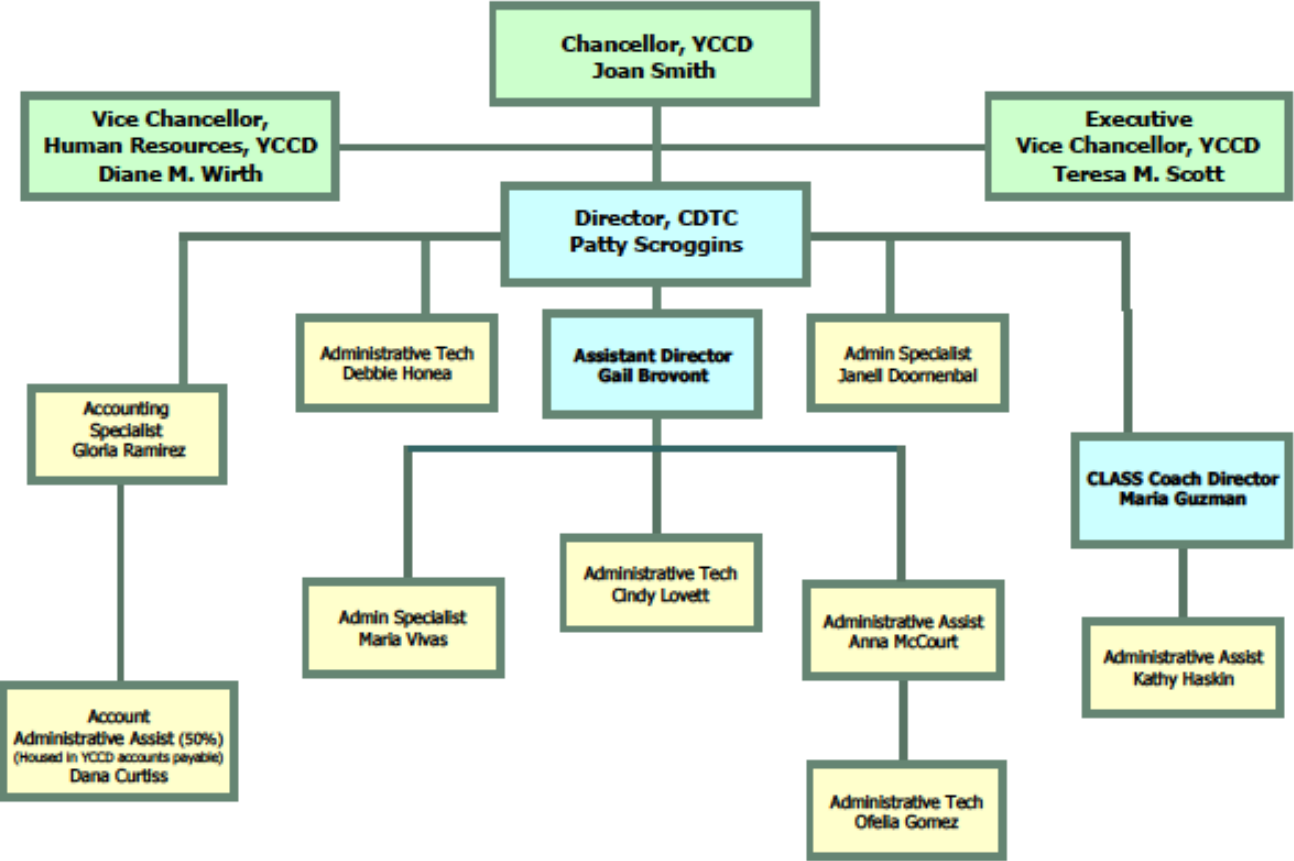 Chancellor, YCCD
Joan Smith
Vice Chancellor,
Human Resources, YCCD
Diane M. Wirth
Executive
Vice Chancellor, YCCD
Teresa M. Scott
Director, CDTC
Patty Scroggins
Administrative Tech
Debbie Honea
Assistant Director
Gail Brovont
Admin Specialist
Janell Doornenbal
Accounting
Specialist
Gloria Ramirez
CLASS Coach Director
Maria Guzman
Admin Specialist
Maria Vivas
Administrative Tech
Cindy Lovett
Administrative Assist
Anna McCourt
Administrative Assist
Kathy Haskin
Account
Administrative Assist (50%)
(Housed in YCCD accounts payable)
Dana Curtiss
Administrative Tech
Ofelia Gomez